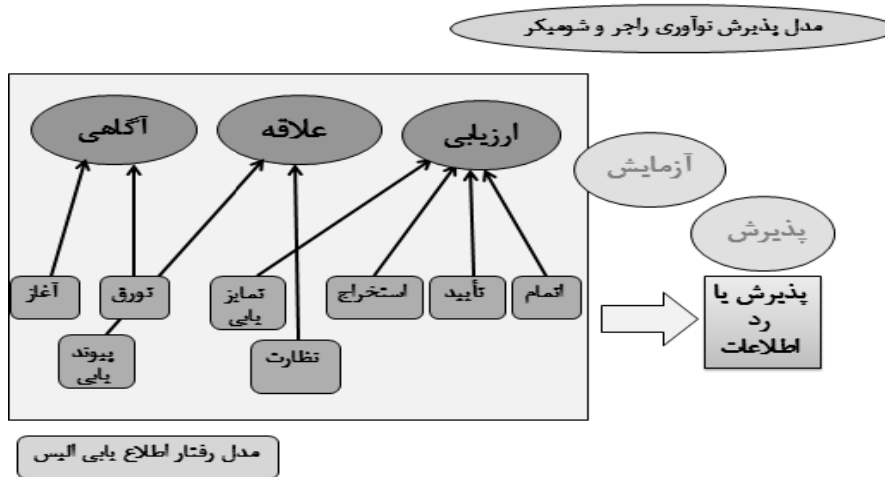 مدل پذیرش نوآوری راجر و شومیکر
آگاهی
علاقه
ارزیابی
آزمایش
پذیرش
آغاز
تورق
تمایز
یابی
استخراج
تأیید
اتمام
پیوند
یابی
نظارت
پذیرش یا
رد
اطلاعات
مدل رفتار اطلاع یابی الیس